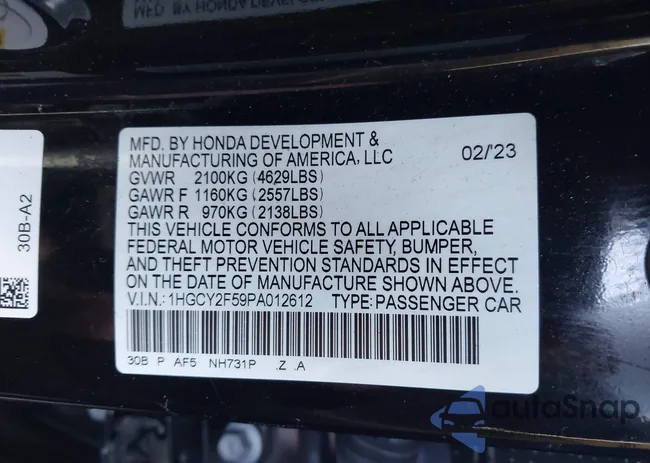 MFD. BY HONDA DEVELOPMENT &
MANUFACTURING OF AMERICA, LLC 02/'23
GVWR 2100KG (4629LBS)
GAWR F 1160KG (2557LBS)
GAWR R 970KG (2138LBS)
THIS VEHICLE CONFORMS TO ALL APPLICABLE
FEDERAL MOTOR VEHICLE SAFETY, BUMPER,
AND THEFT PREVENTION STANDARDS IN EFFECT
ON THE DATE OF MANUFACTURE SHOWN ABOVE.
V.I.N.: 1HGCY2F59PA012612 TYPE: PASSENGER CAR
30B P AF5 NH731P .Z .A
30B-A2
autoSnap